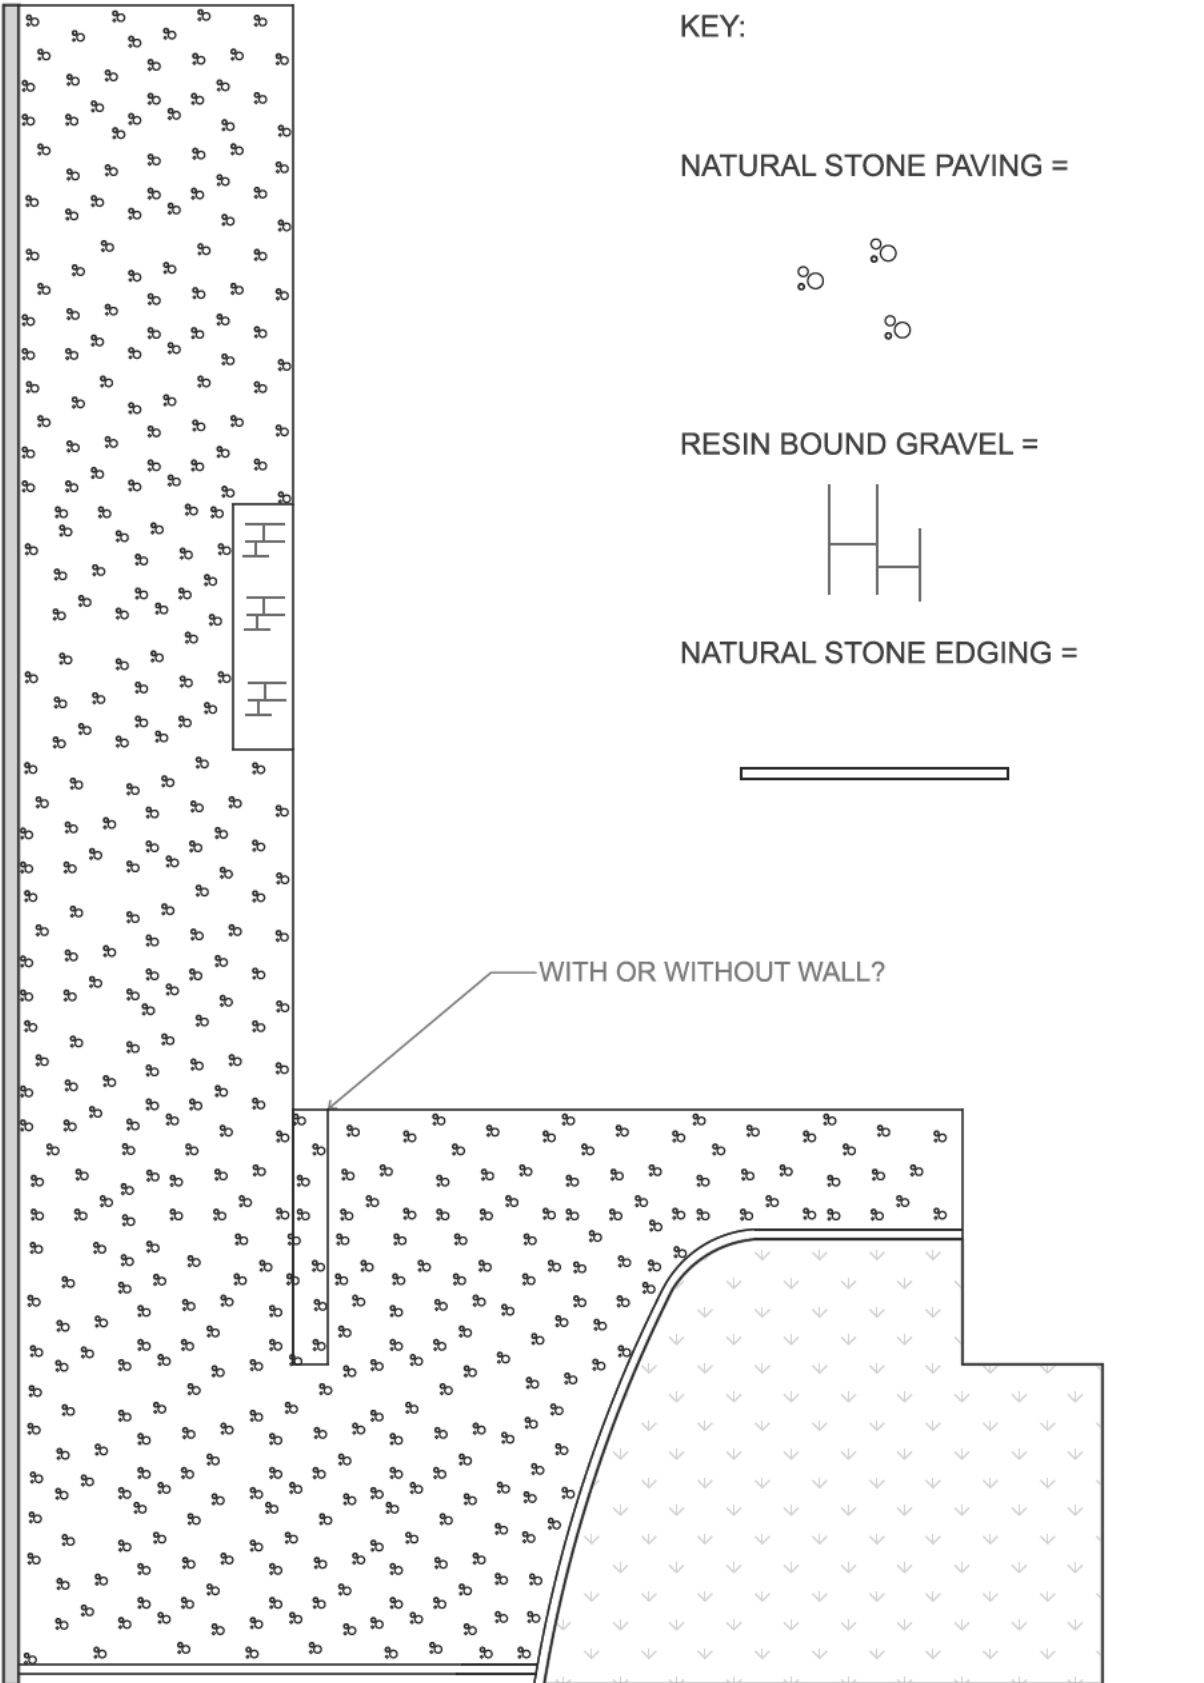 KEY:
NATURAL STONE PAVING =
RESIN BOUND GRAVEL =
NATURAL STONE EDGING =
WITH OR WITHOUT WALL?